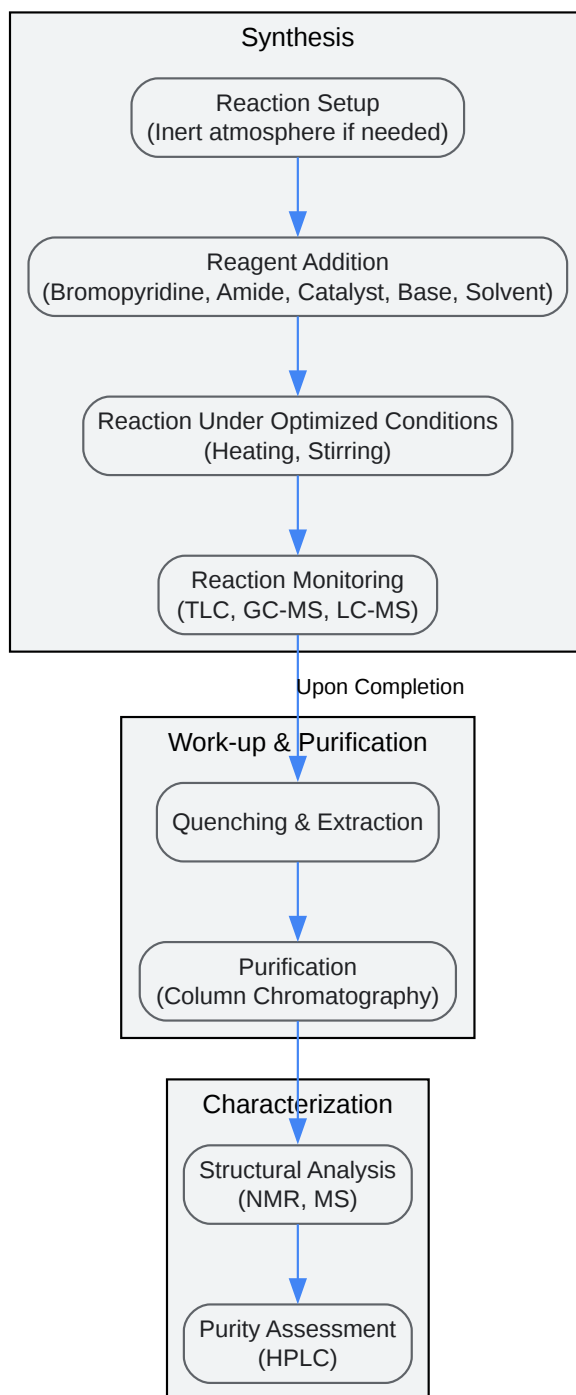 Synthesis
Reaction Setup
(Inert atmosphere if needed)
Reagent Addition
(Bromopyridine, Amide, Catalyst, Base, Solvent)
Reaction Under Optimized Conditions
(Heating, Stirring)
Reaction Monitoring
(TLC, GC-MS, LC-MS)
Upon Completion
Work-up & Purification
Quenching & Extraction
Purification
(Column Chromatography)
Characterization
Structural Analysis
(NMR, MS)
Purity Assessment
(HPLC)